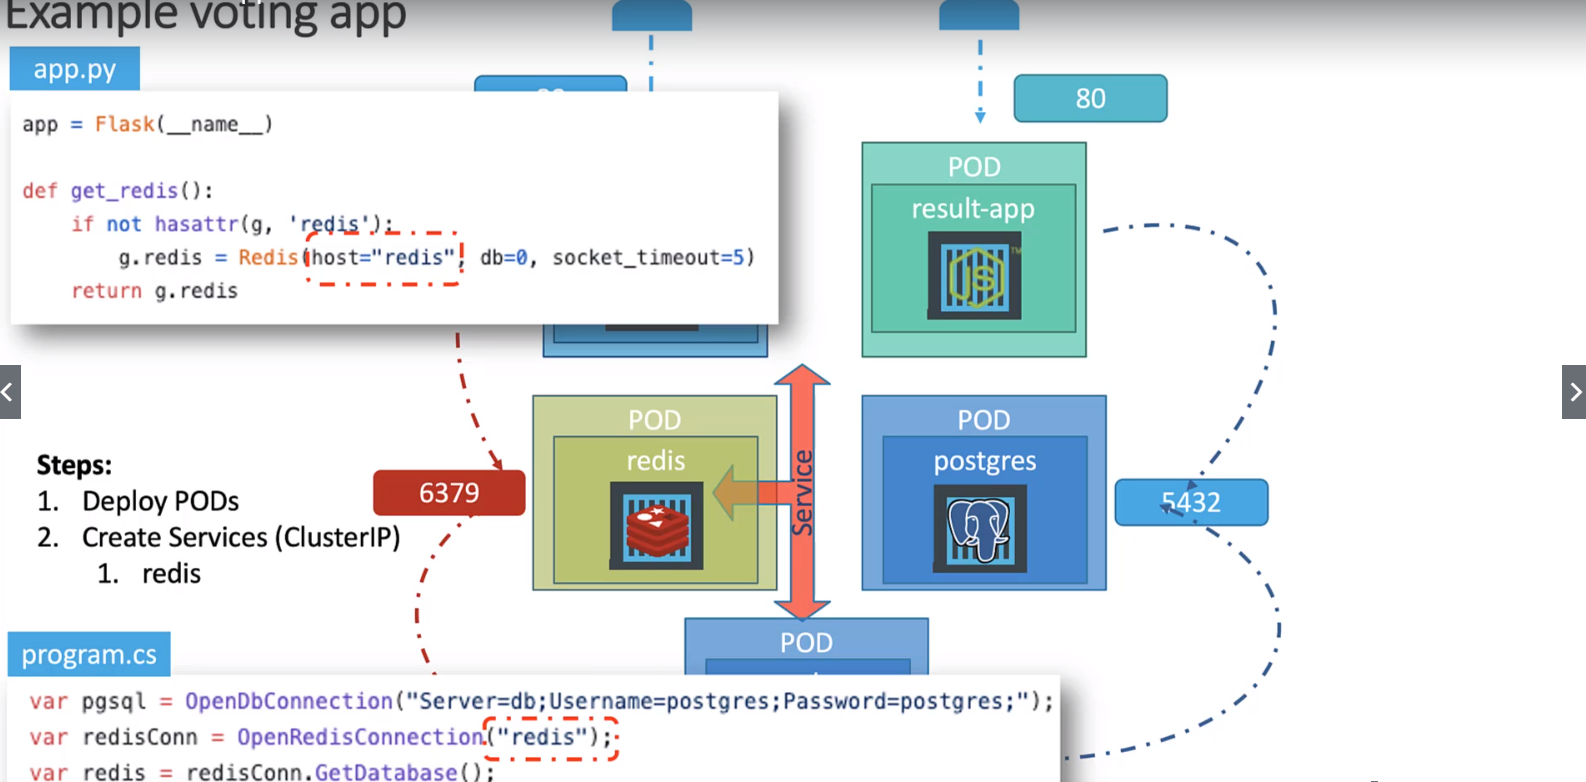 Example voting app
app.py
80
app = Flask(__name__)
def get_redis():
if not hasattr(g, 'redis'):
g.redis = Redis(host="redis", db=0, socket_timeout=5)
return g.redis
POD
result-app
JS
TM
POD
redis
Service
POD
postgres
Steps:
1. Deploy PODs
2. Create Services (ClusterIP)
1. redis
6379
5432
POD
program.cs
var pgsql = OpenDbConnection("Server=db;Username=postgres;Password=postgres;");
var redisConn = OpenRedisConnection("redis");
var redis = redisConn.GetDatabase();